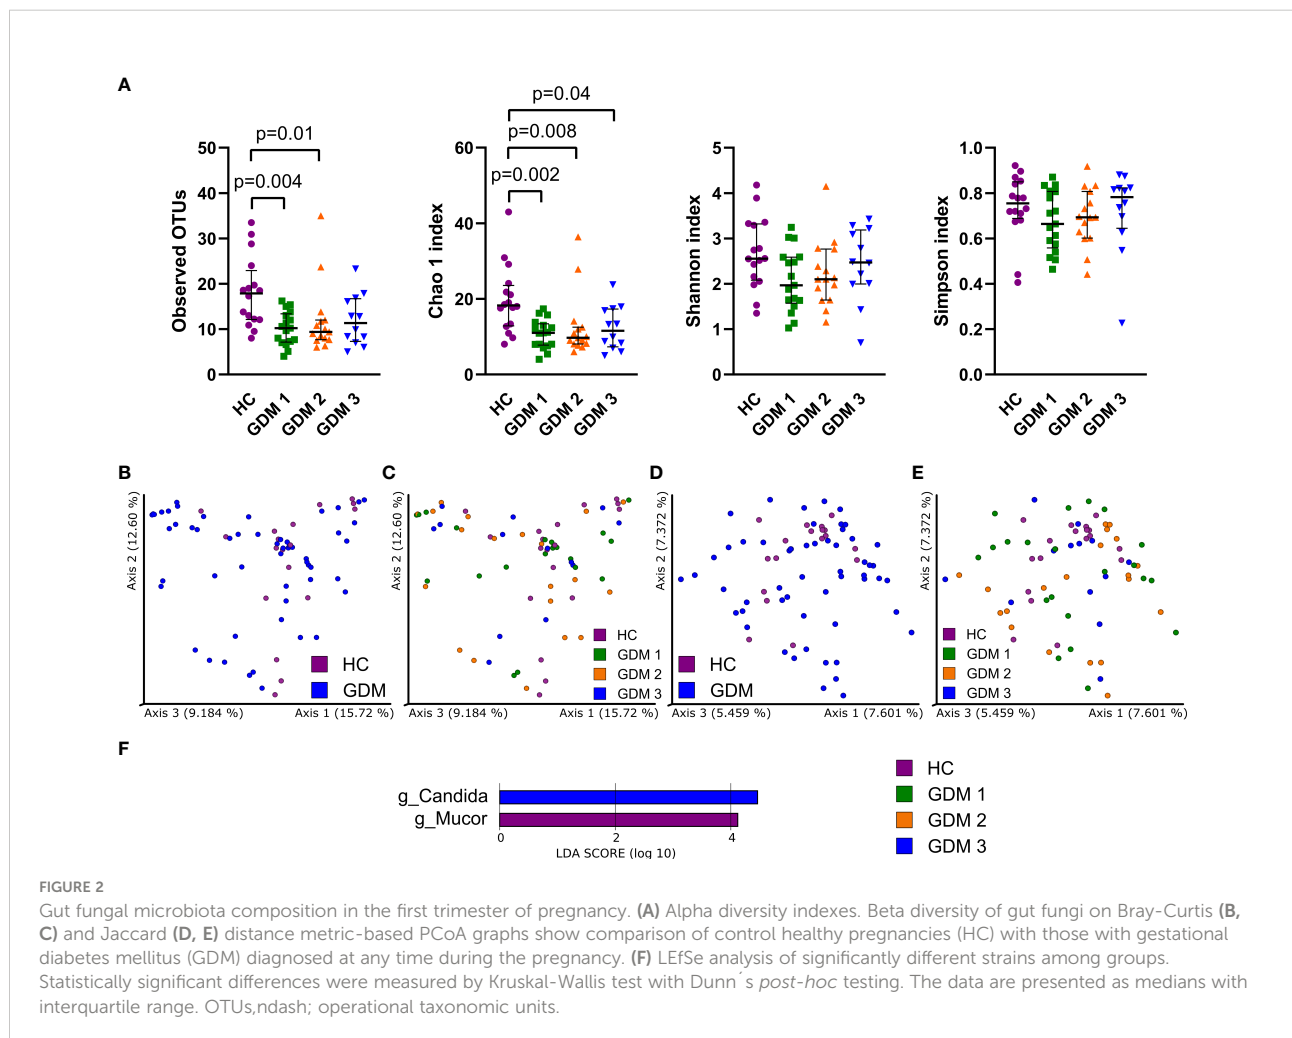 A
p=0.01
p=0.004
50
40
30
20
10
0
Observed OTUs
HC
GDM 1
GDM 2
GDM 3
p=0.04
p=0.008
p=0.002
60
40
20
0
Chao 1 index
HC
GDM 1
GDM 2
GDM 3
5
4
3
2
1
0
Shannon index
HC
GDM 1
GDM 2
GDM 3
1.0
0.8
0.6
0.4
0.2
0.0
Simpson index
HC
GDM 1
GDM 2
GDM 3
B
Axis 2 (12.60 %)
HC
GDM
Axis 3 (9.184 %)
Axis 1 (15.72 %)
C
Axis 2 (12.60 %)
HC
GDM 1
GDM 2
GDM 3
Axis 3 (9.184 %)
Axis 1 (15.72 %)
D
Axis 2 (7.372 %)
HC
GDM
Axis 3 (5.459 %)
Axis 1 (7.601 %)
E
Axis 2 (7.372 %)
HC
GDM 1
GDM 2
GDM 3
Axis 3 (5.459 %)
Axis 1 (7.601 %)
F
g_Candida
g_Mucor
0
2
4
LDA SCORE (log 10)
HC
GDM 1
GDM 2
GDM 3
FIGURE 2
Gut fungal microbiota composition in the first trimester of pregnancy. (A) Alpha diversity indexes. Beta diversity of gut fungi on Bray-Curtis (B,
C) and Jaccard (D, E) distance metric-based PCoA graphs show comparison of control healthy pregnancies (HC) with those with gestational
diabetes mellitus (GDM) diagnosed at any time during the pregnancy. (F) LEfSe analysis of significantly different strains among groups.
Statistically significant differences were measured by Kruskal-Wallis test with Dunn´s post-hoc testing. The data are presented as medians with
interquartile range. OTUs,ndash; operational taxonomic units.